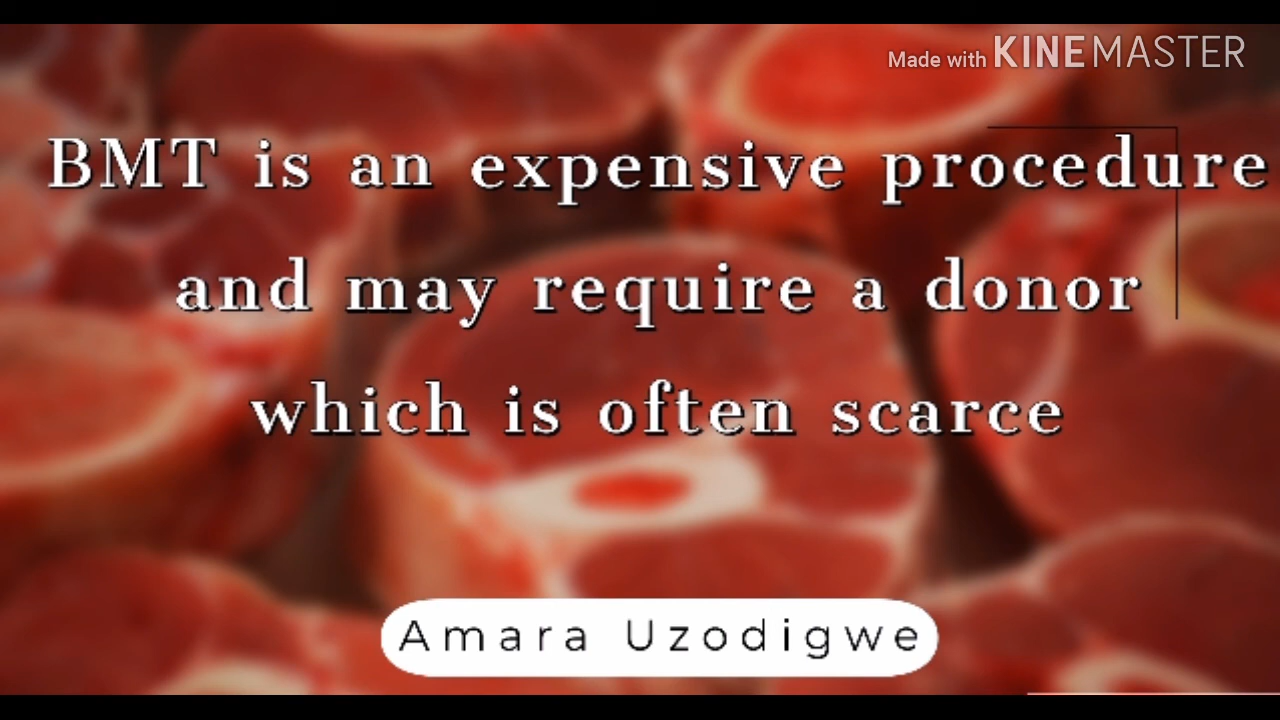 Made with KINEMASTER
BMT is an expensive procedure
and may require a donor
which is often scarce
Amara Uzodigwe